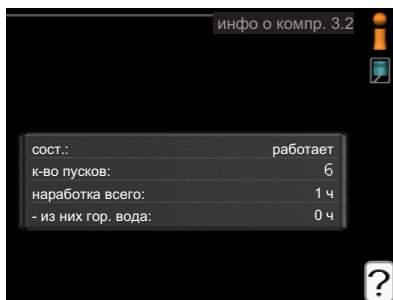 инфо о компр. 3.2
сост.: работает
к-во пусков: 6
наработка всего: 1 ч
- из них гор. вода: 0 ч
?